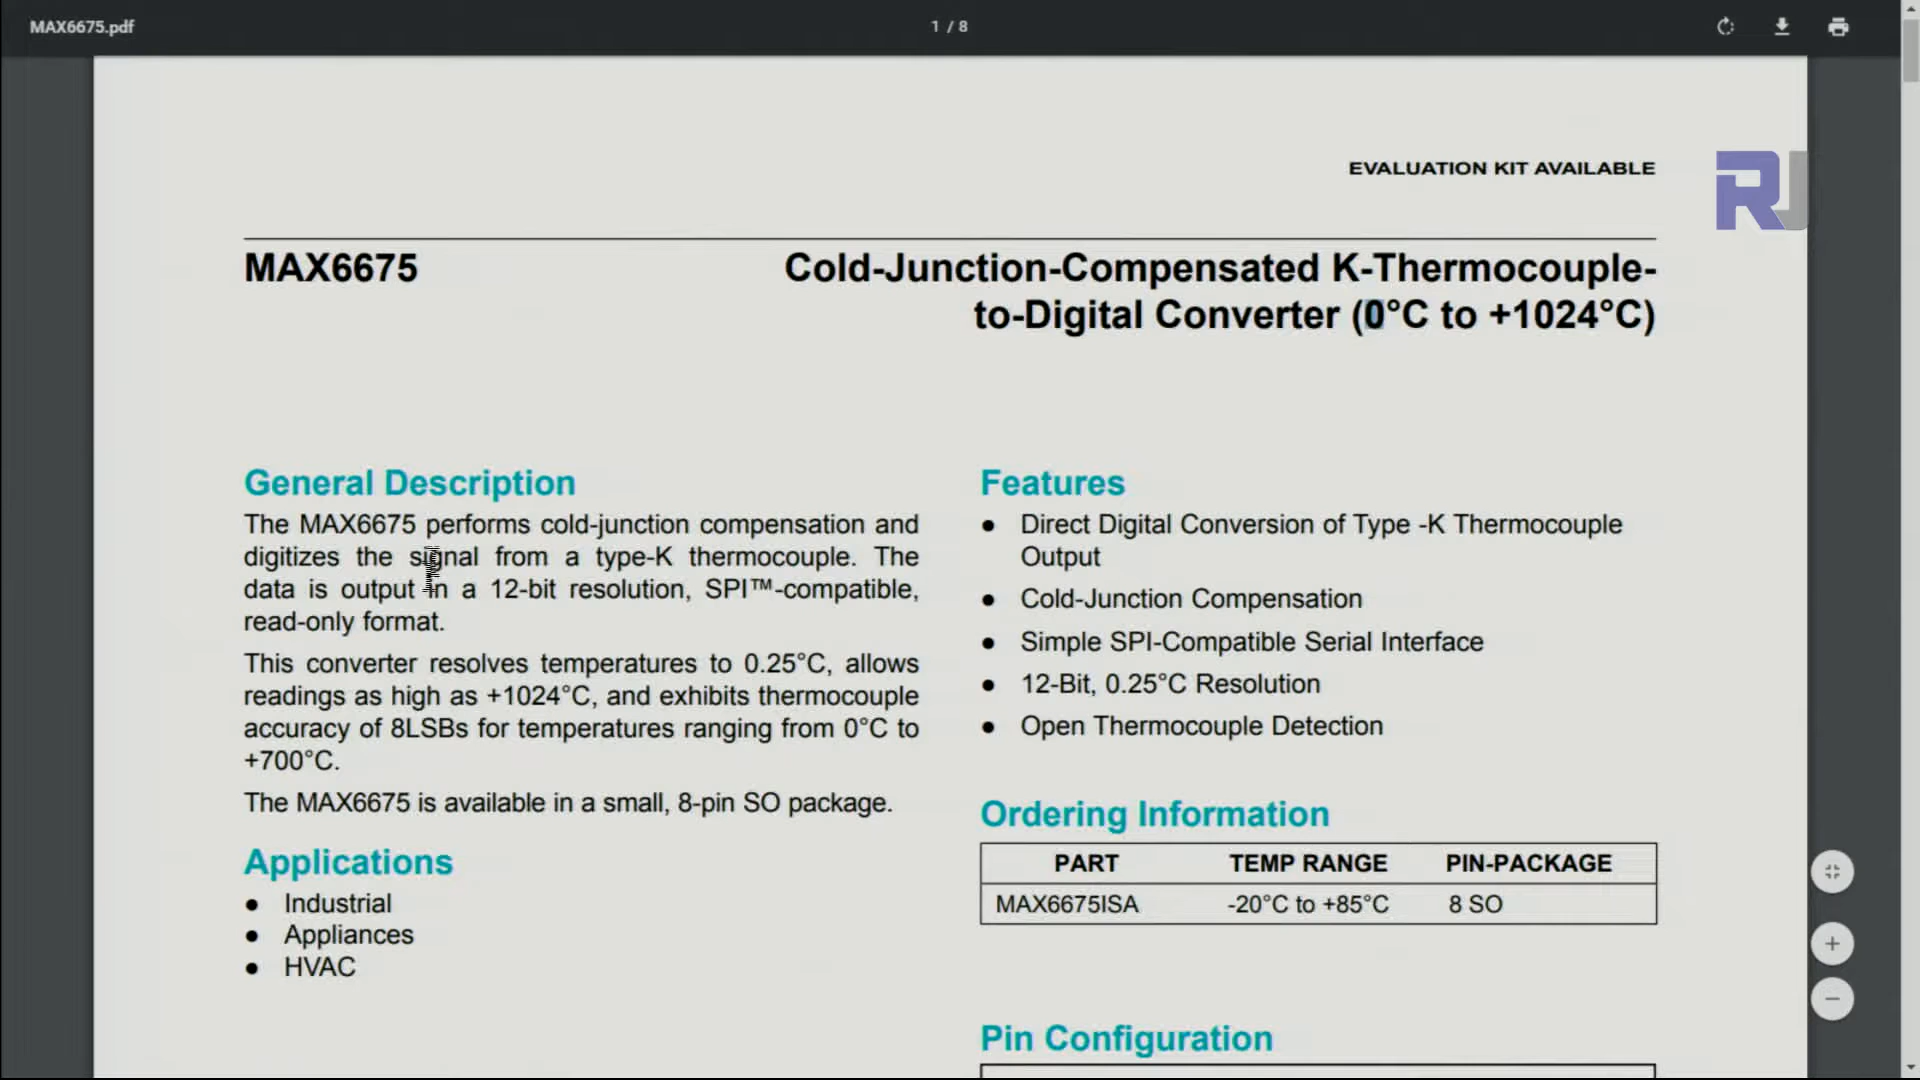 MAX6675.pdf
1 / 8
EVALUATION KIT AVAILABLE
RJ
MAX6675
Cold-Junction-Compensated K-Thermocouple-
to-Digital Converter (0°C to +1024°C)
General Description
The MAX6675 performs cold-junction compensation and
digitizes the signal from a type-K thermocouple. The
data is output in a 12-bit resolution, SPI™-compatible,
read-only format.
This converter resolves temperatures to 0.25°C, allows
readings as high as +1024°C, and exhibits thermocouple
accuracy of 8LSBs for temperatures ranging from 0°C to
+700°C.
The MAX6675 is available in a small, 8-pin SO package.
Applications
● Industrial
● Appliances
● HVAC
Features
● Direct Digital Conversion of Type -K Thermocouple
Output
● Cold-Junction Compensation
● Simple SPI-Compatible Serial Interface
● 12-Bit, 0.25°C Resolution
● Open Thermocouple Detection
Ordering Information
PART TEMP RANGE PIN-PACKAGE
MAX6675ISA -20°C to +85°C 8 SO
Pin Configuration